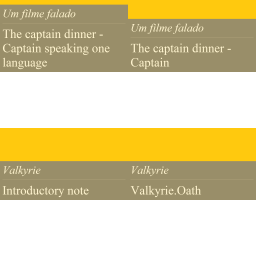 Um filme falado
The captain dinner -
Captain speaking one
language
Um filme falado
The captain dinner -
Captain
Valkyrie
Introductory note
Valkyrie
Valkyrie.Oath